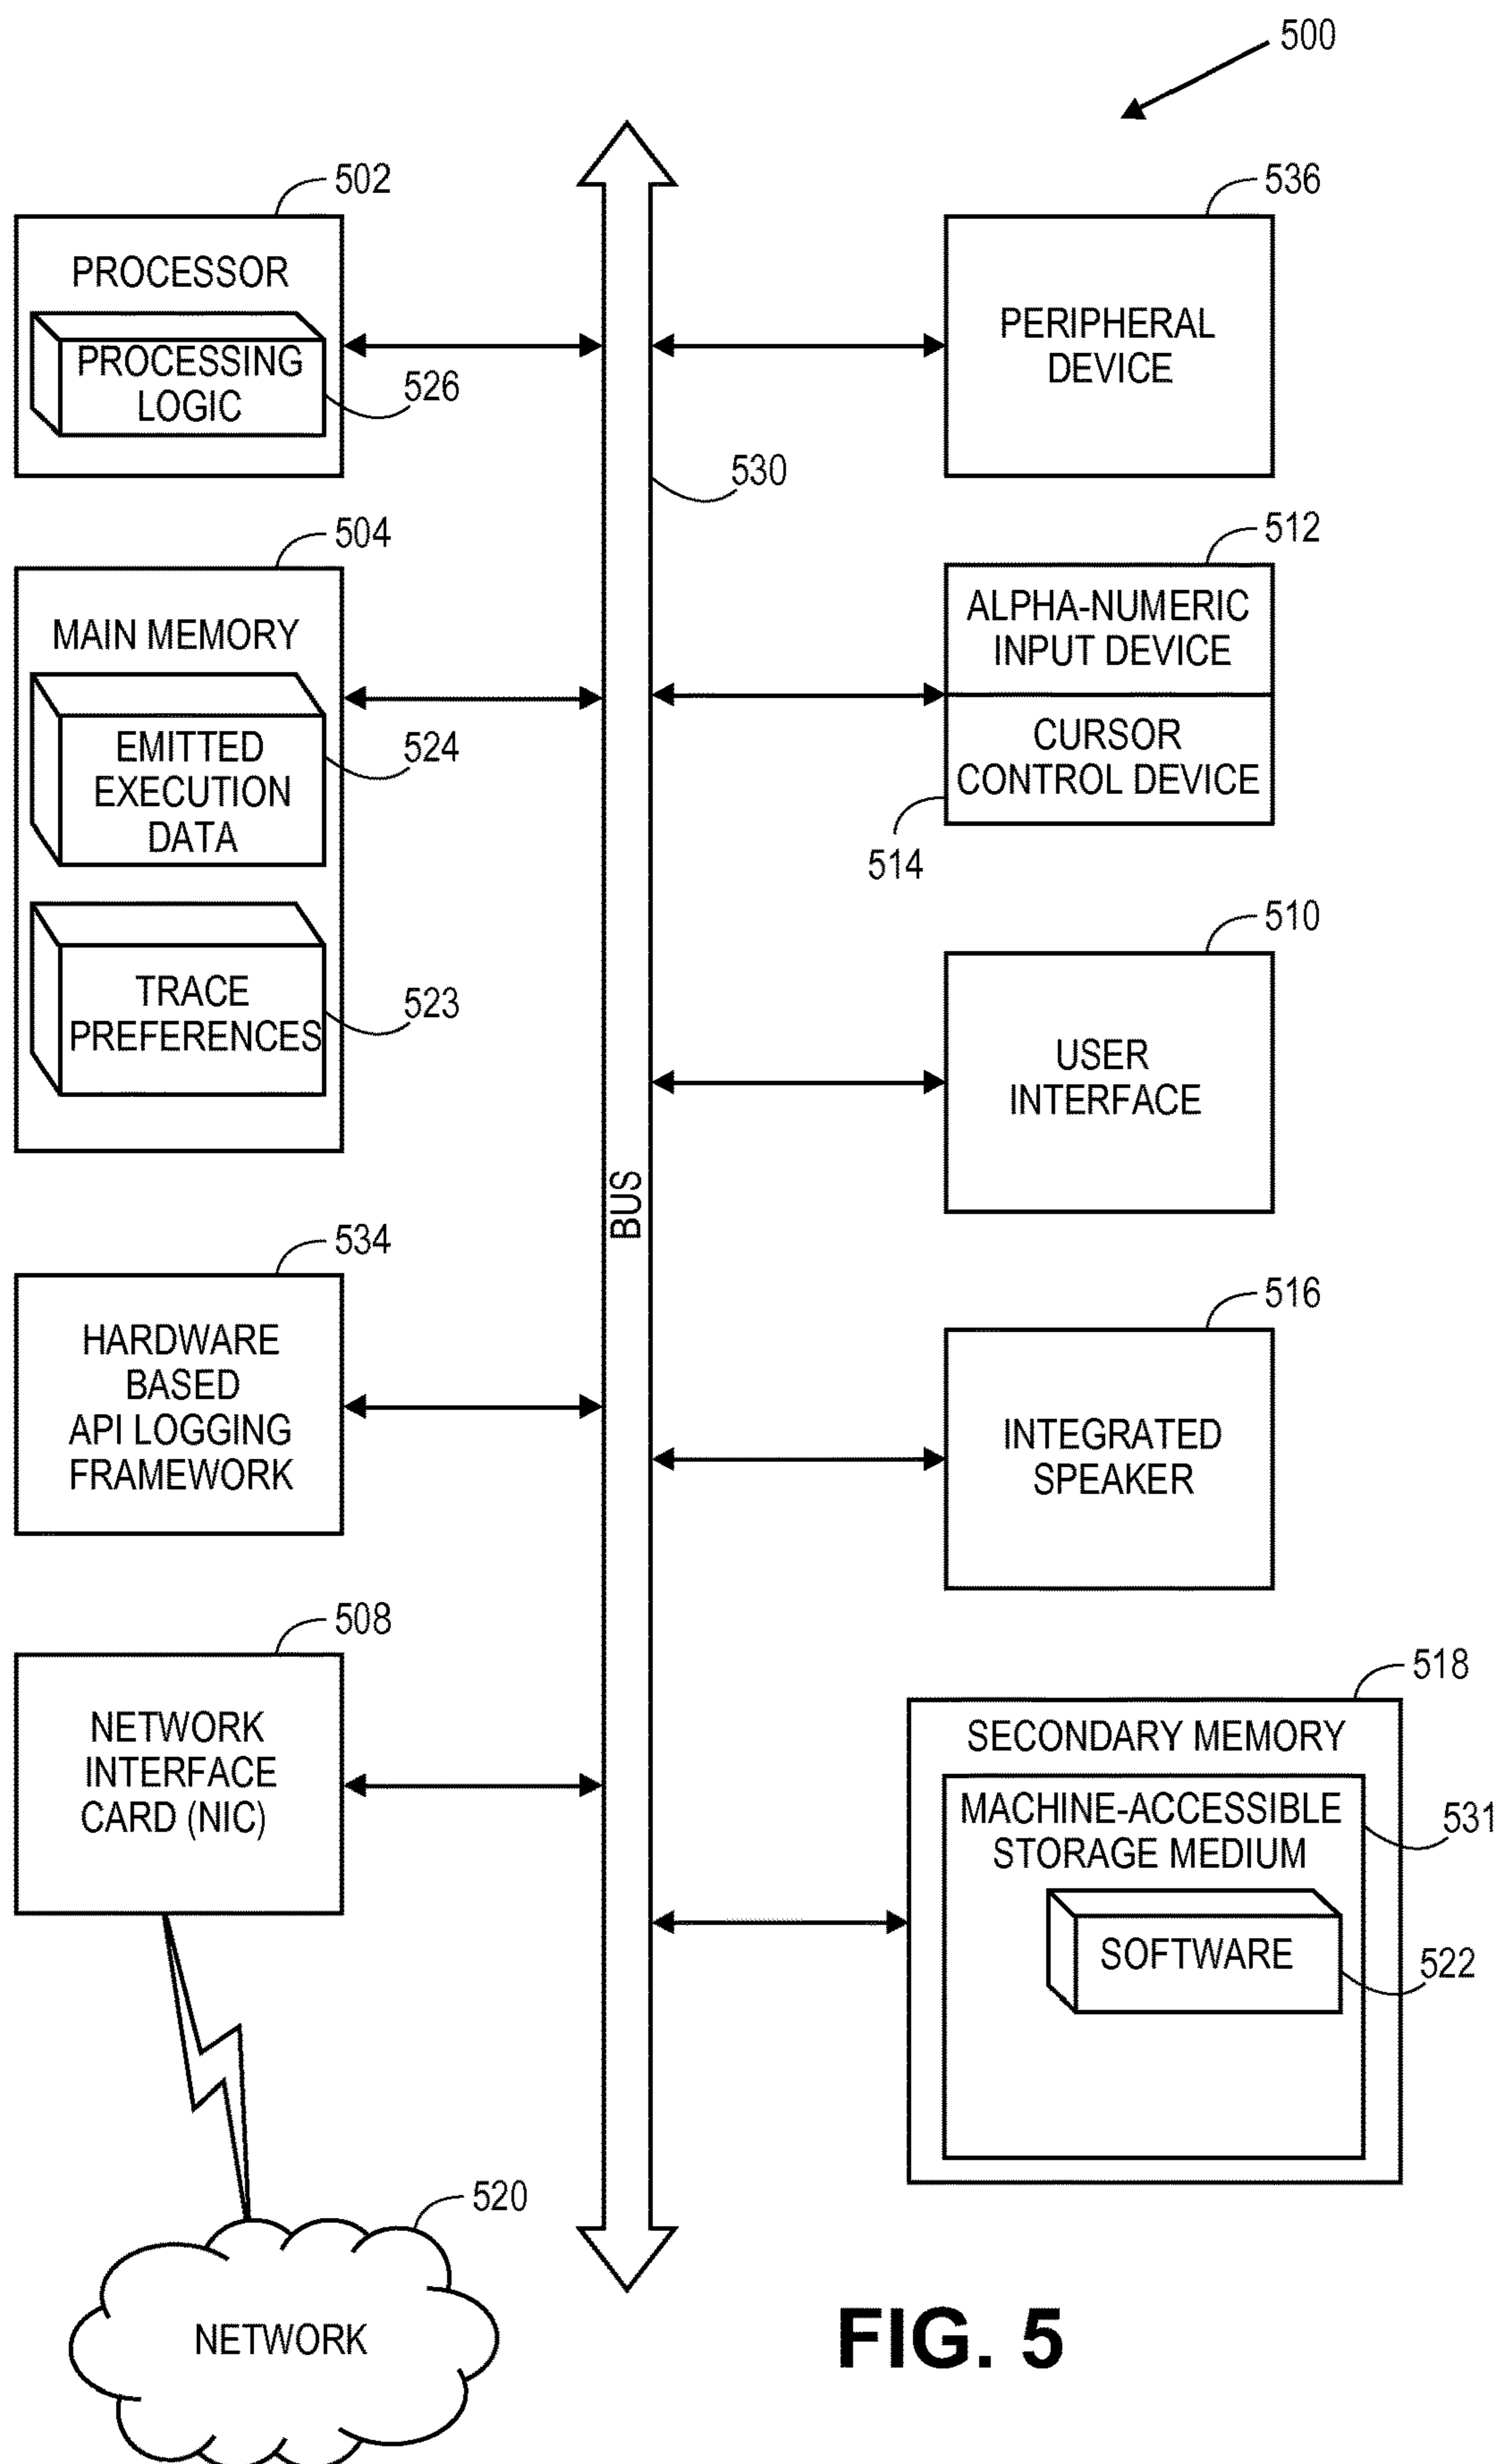 500
502
PROCESSOR
PROCESSING
LOGIC
526
536
PERIPHERAL
DEVICE
530
504
MAIN MEMORY
EMITTED
EXECUTION
DATA
524
TRACE
PREFERENCES
523
512
ALPHA-NUMERIC
INPUT DEVICE
CURSOR
CONTROL DEVICE
514
510
USER
INTERFACE
BUS
534
HARDWARE
BASED
API LOGGING
FRAMEWORK
516
INTEGRATED
SPEAKER
508
NETWORK
INTERFACE
CARD (NIC)
518
SECONDARY MEMORY
MACHINE-ACCESSIBLE
STORAGE MEDIUM
531
SOFTWARE
522
520
NETWORK
FIG. 5